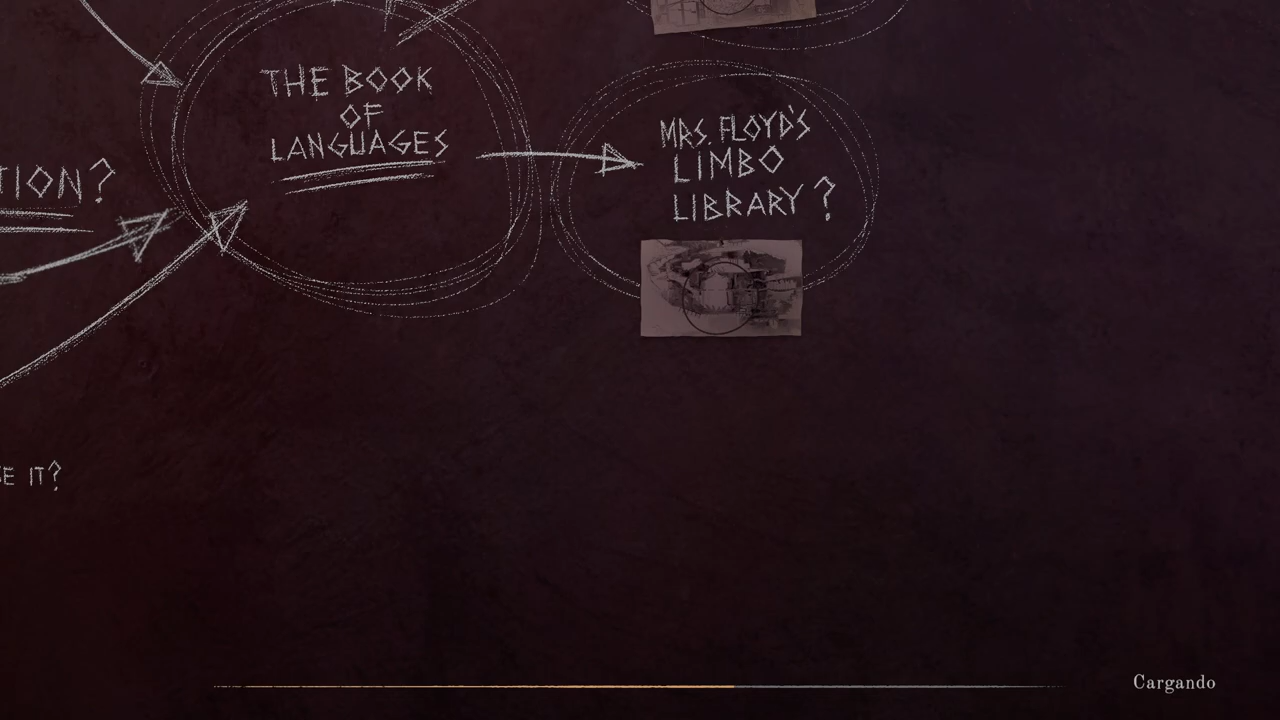 THE BOOK
OF
LANGUAGES
MRS. FLOYD'S
LIMBO
LIBRARY?
TION?
E IT?
Cargando